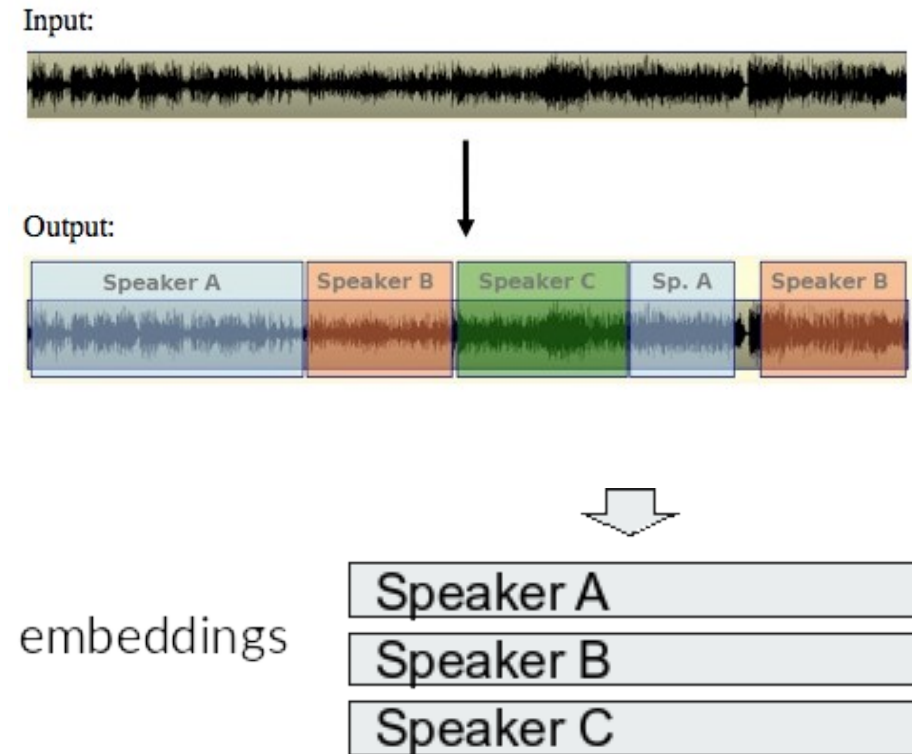 Input:
Output:
Speaker A Speaker B Speaker C Sp. A Speaker B
embeddings
Speaker A
Speaker B
Speaker C